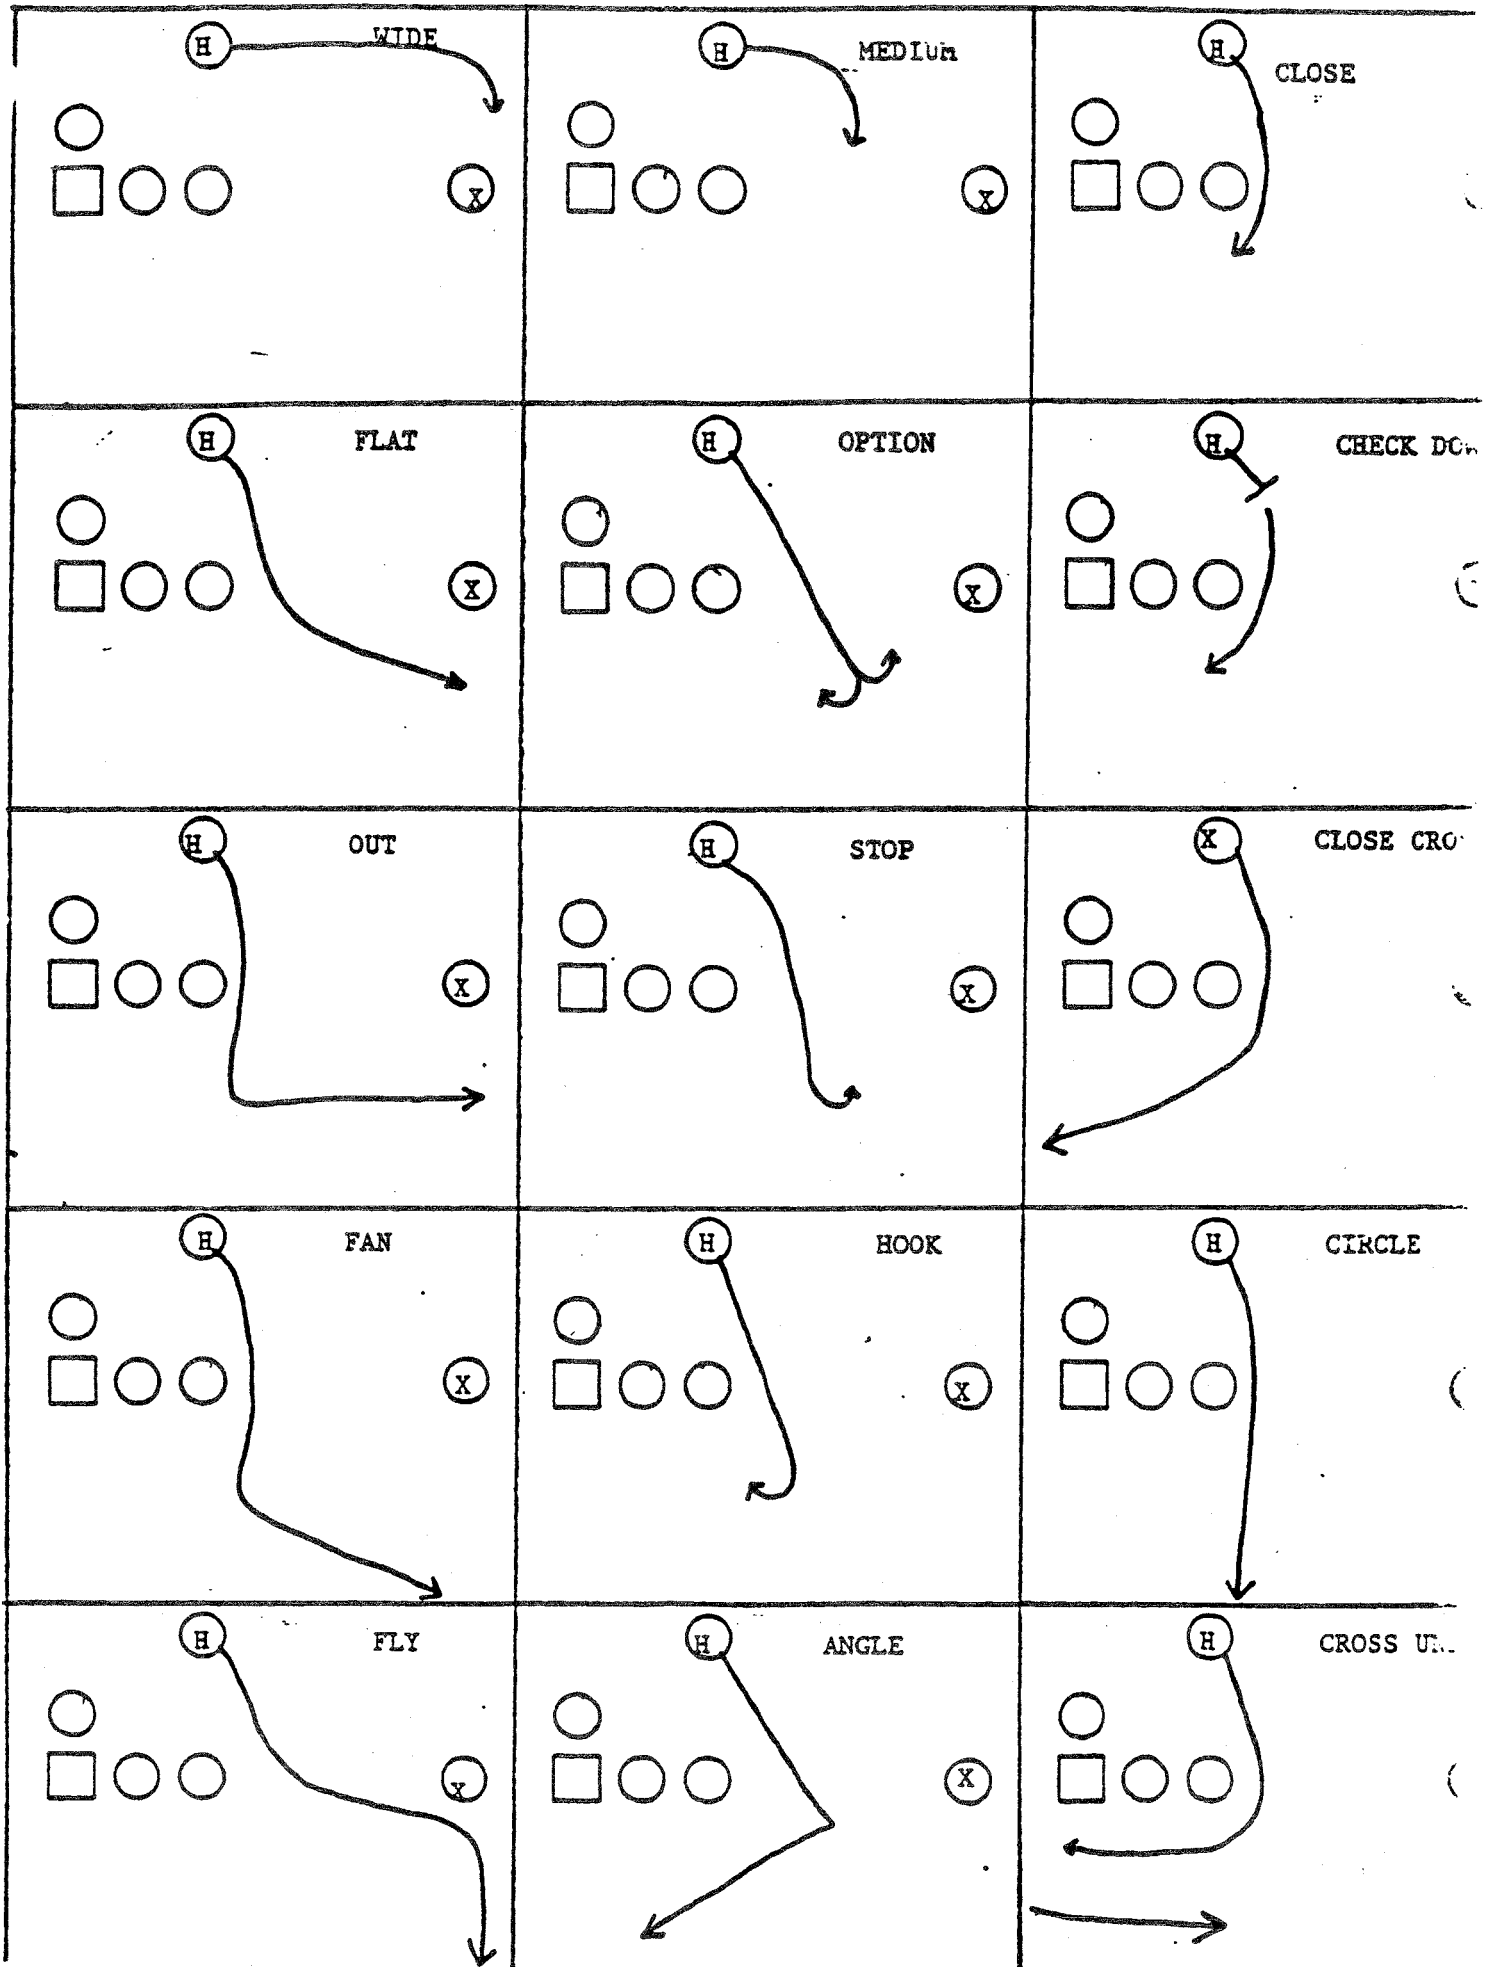 H WIDE
H MEDIUM
H CLOSE
X
X
H FLAT
H OPTION
H CHECK
X
X
H OUT
H STOP
X CLOSE
X
X
H FAN
H HOOK
H CIRCLE
X
X
H FLY
H ANGLE
H CROSS
X
X